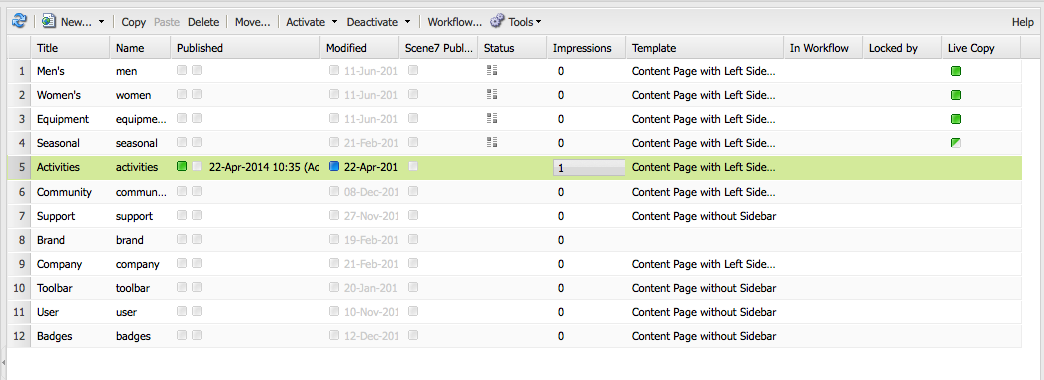 New... Copy Paste Delete Move... Activate Deactivate Workflow... Tools Help
Title Name Published Modified Scene7 Publ... Status Impressions Template In Workflow Locked by Live Copy
1 Men's men 11-Jun-201 0 Content Page with Left Side...
2 Women's women 11-Jun-201 0 Content Page with Left Side...
3 Equipment equipme... 11-Jun-201 0 Content Page with Left Side...
4 Seasonal seasonal 21-Feb-201 0 Content Page with Left Side...
5 Activities activities 22-Apr-2014 10:35 (Ac 22-Apr-201 1 Content Page with Left Side...
6 Community commun... 08-Dec-201 0 Content Page with Left Side...
7 Support support 27-Nov-201 0 Content Page without Sidebar
8 Brand brand 19-Feb-201 0
9 Company company 21-Feb-201 0 Content Page with Left Side...
10 Toolbar toolbar 20-Jan-201 0 Content Page without Sidebar
11 User user 10-Nov-201 0 Content Page without Sidebar
12 Badges badges 12-Dec-201 0 Content Page without Sidebar